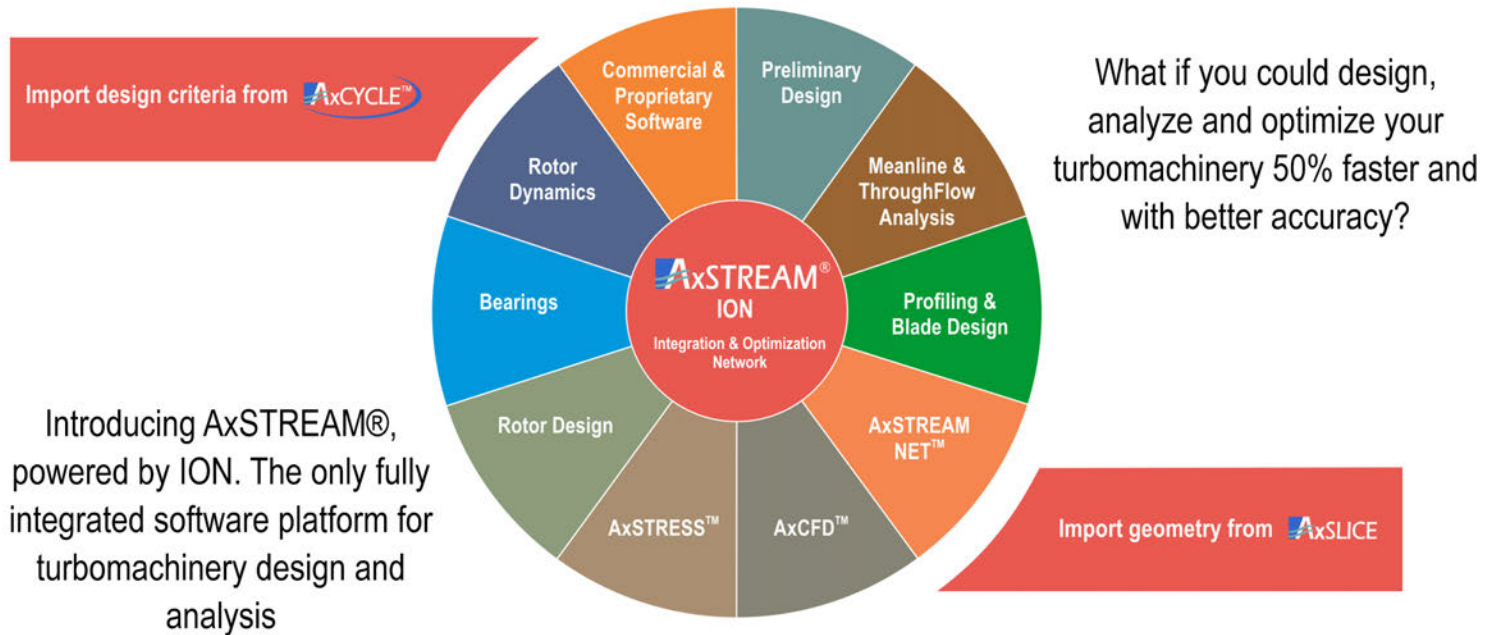 Import design criteria from AxCYCLE™
Commercial &
Proprietary
Software
Preliminary
Design
What if you could design,
analyze and optimize your
turbomachinery 50% faster and
with better accuracy?
Rotor
Dynamics
Meanline &
ThroughFlow
Analysis
Bearings
AxSTREAM®
ION
Integration & Optimization
Network
Profiling &
Blade Design
Introducing AxSTREAM®,
powered by ION. The only fully
integrated software platform for
turbomachinery design and
analysis
Rotor Design
AxSTREAM
NET™
AxSTRESS™
AxCFD™
Import geometry from AxSLICE